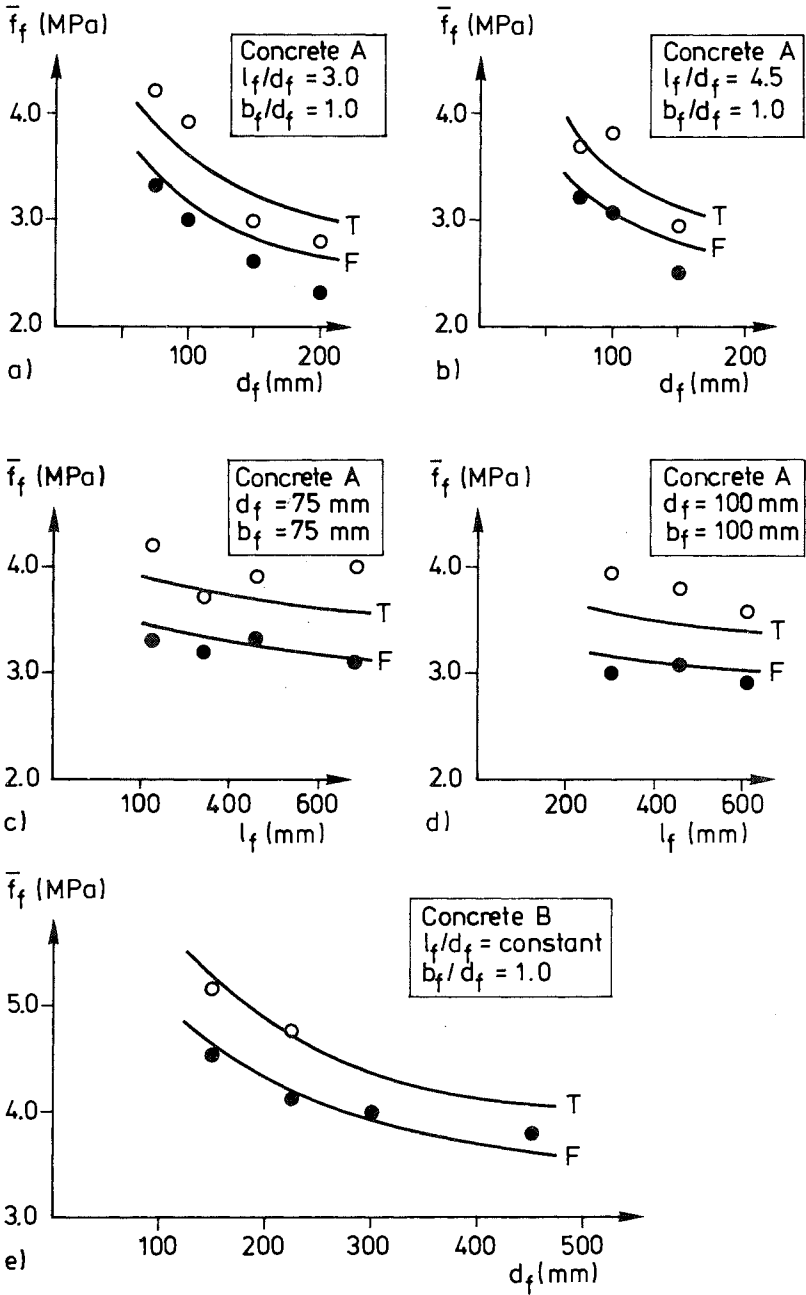 f̄f (MPa)
Concrete A
lf/df = 3.0
bf/df = 1.0
4.0
3.0
2.0
T
F
100
200
df (mm)
a)
f̄f (MPa)
Concrete A
lf/df = 4.5
bf/df = 1.0
4.0
3.0
2.0
T
F
100
200
df (mm)
b)
f̄f (MPa)
Concrete A
df = 75 mm
bf = 75 mm
4.0
3.0
2.0
T
F
100
400
600
lf (mm)
c)
f̄f (MPa)
Concrete A
df = 100 mm
bf = 100 mm
4.0
3.0
2.0
T
F
200
400
600
lf (mm)
d)
f̄f (MPa)
Concrete B
lf/df = constant
bf/df = 1.0
5.0
4.0
3.0
T
F
100
200
300
400
500
df (mm)
e)